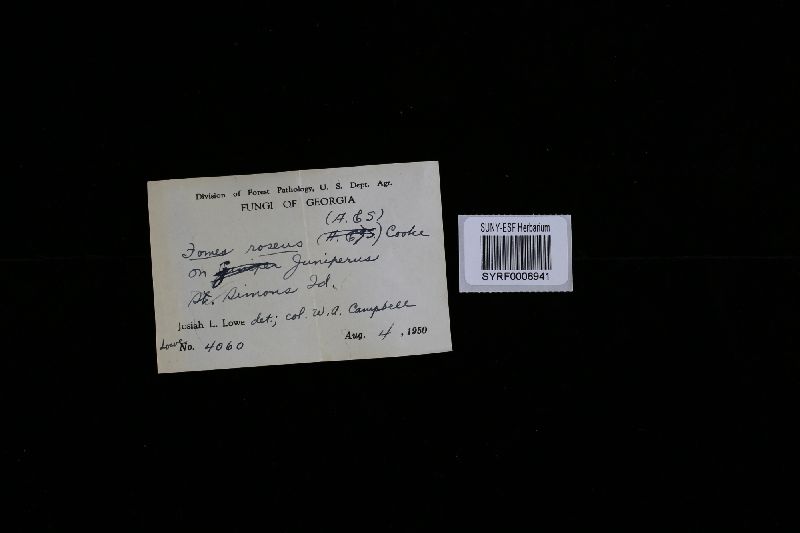 Division of Forest Pathology, U. S. Dept. Agr.
FUNGI OF GEORGIA
(A. & S)
Fomes roseus (A. & S.) Cooke
on Juniper Juniperus
St. Simons Id.
Josiah L. Lowe det.; col. W. A. Campbell
Aug. 4, 1950
Lowe No. 4060
SUNY-ESF Herbarium
SYRF0006941